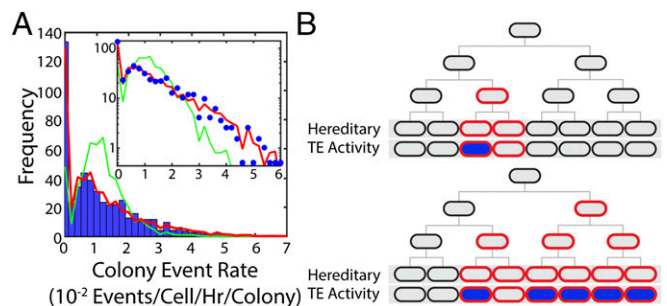 A
140
120
100
80
60
40
20
0
Frequency
100
10
1
0 1 2 3 4 5 6
0 1 2 3 4 5 6 7
Colony Event Rate
(10-2 Events/Cell/Hr/Colony)
B
Hereditary
TE Activity
Hereditary
TE Activity